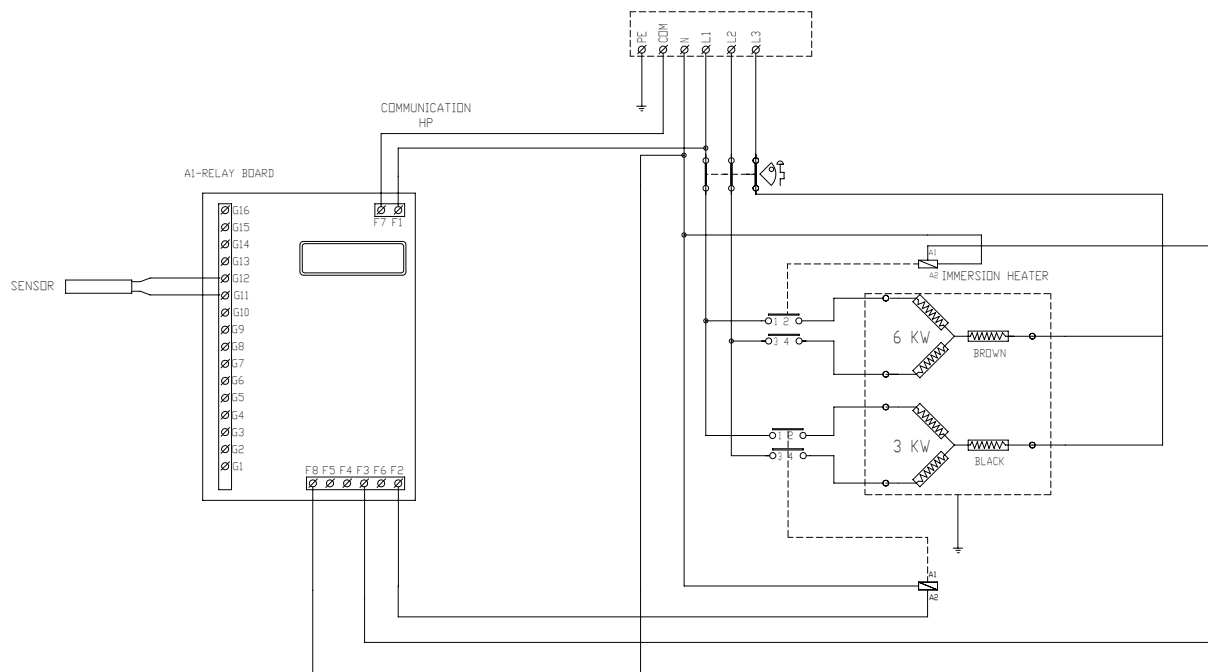 PE COM N L1 L2 L3
COMMUNICATION
HP
A1-RELAY BOARD
F7 F1
G16
G15
G14
G13
G12
G11
G10
G9
G8
G7
G6
G5
G4
G3
G2
G1
SENSOR
F8 F5 F4 F3 F6 F2
A1
A2
IMMERSION HEATER
1 2
3 4
6 KW
BROWN
1 2
3 4
3 KW
BLACK
A1
A2